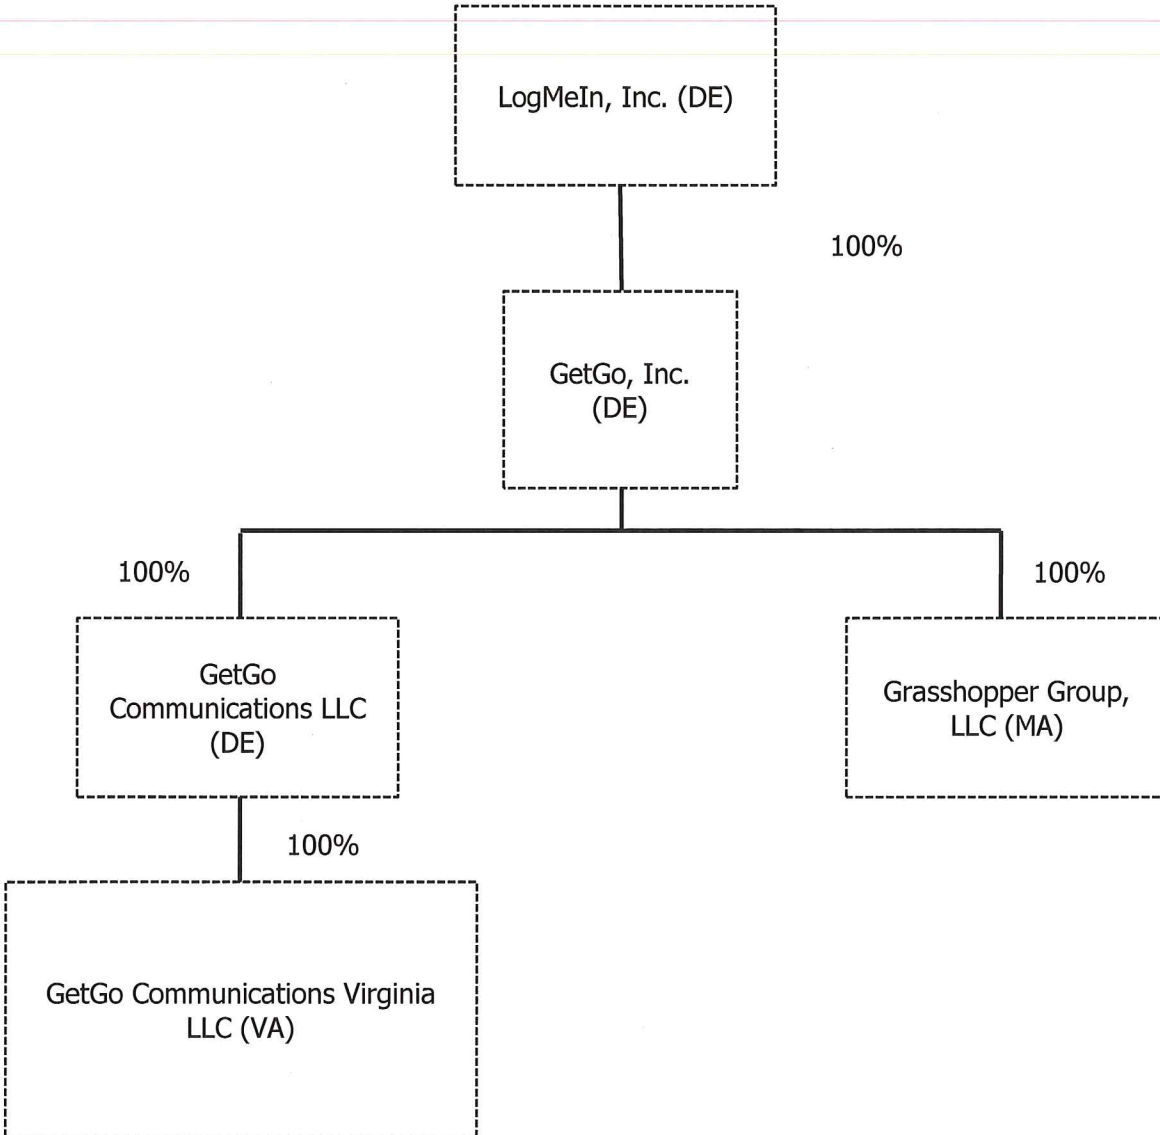 LogMeIn, Inc. (DE)
100%
GetGo, Inc.
(DE)
100%
100%
GetGo
Communications LLC
(DE)
Grasshopper Group,
LLC (MA)
100%
GetGo Communications Virginia
LLC (VA)